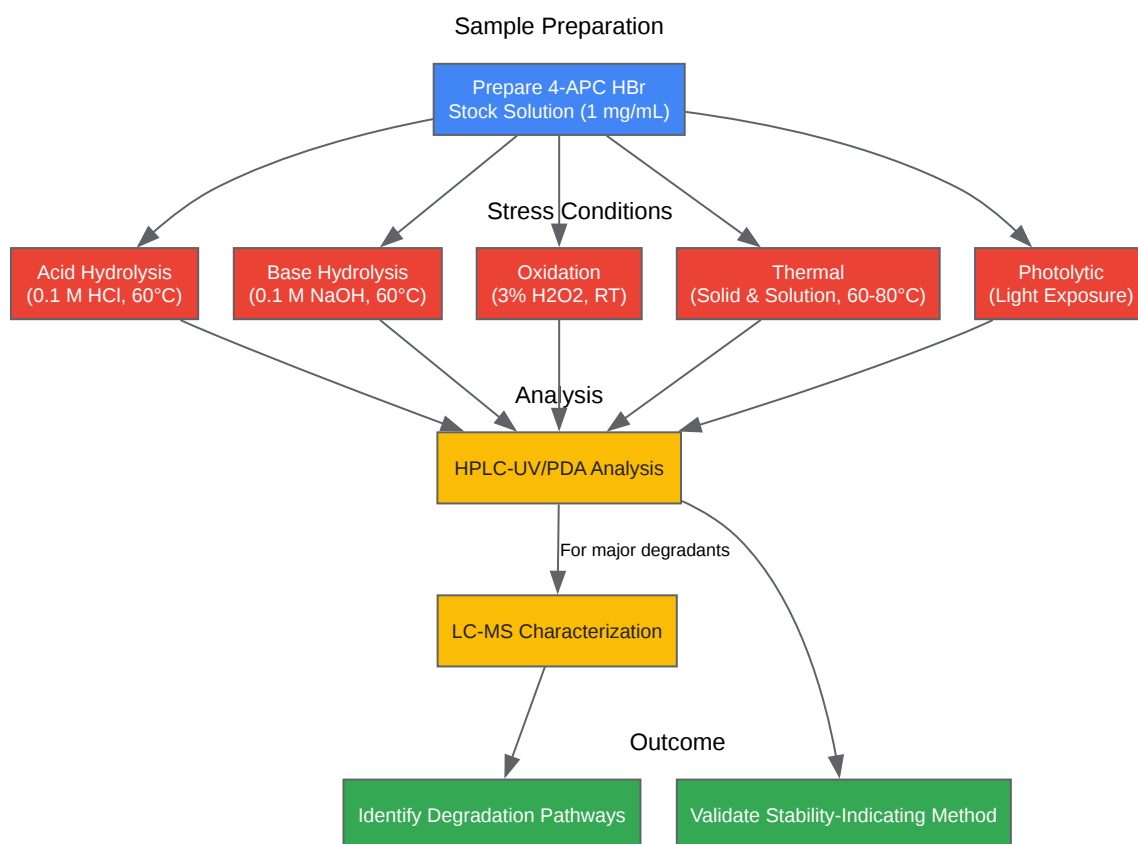 Sample Preparation
Prepare 4-APC HBr
Stock Solution (1 mg/mL)
Stress Conditions
Acid Hydrolysis
(0.1 M HCl, 60°C)
Base Hydrolysis
(0.1 M NaOH, 60°C)
Oxidation
(3% H2O2, RT)
Thermal
(Solid & Solution, 60-80°C)
Photolytic
(Light Exposure)
Analysis
HPLC-UV/PDA Analysis
For major degradants
LC-MS Characterization
Outcome
Identify Degradation Pathways
Validate Stability-Indicating Method